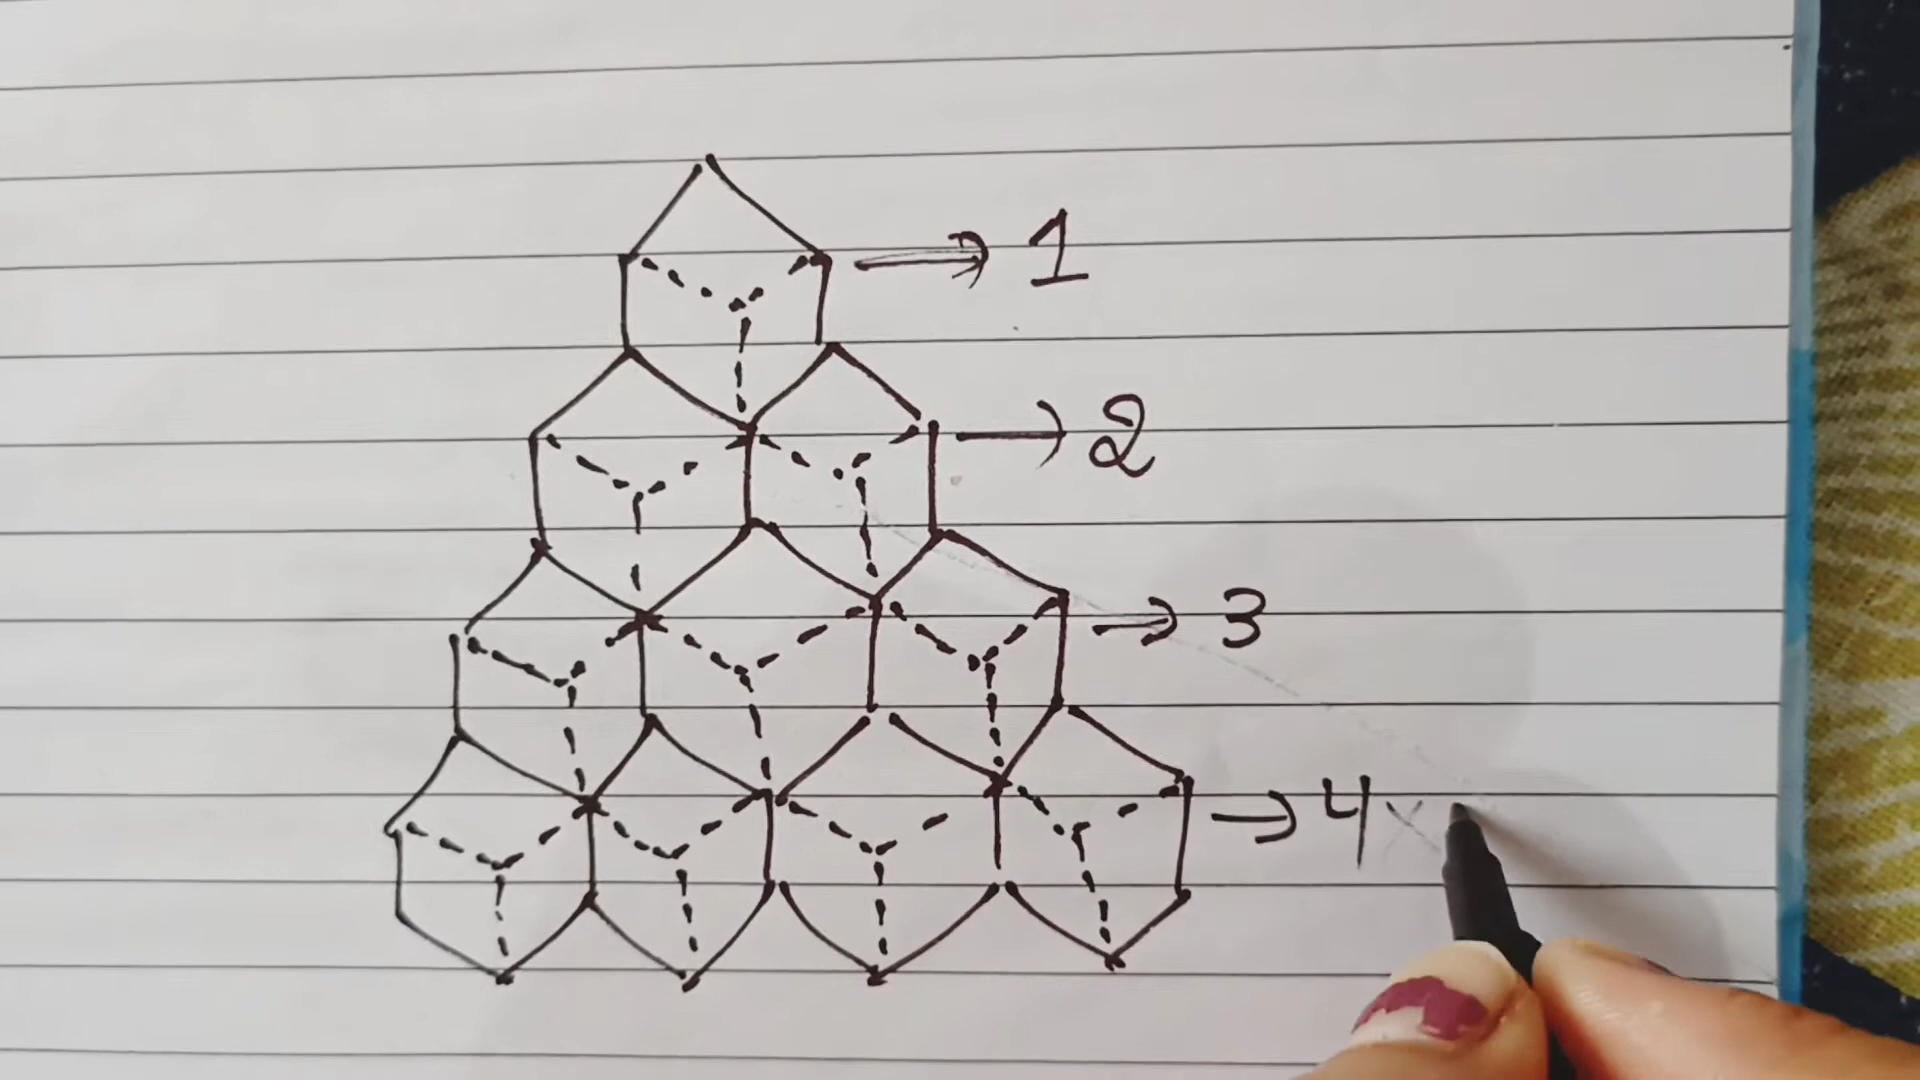 → 1
→ 2
→ 3
→ 4 ×